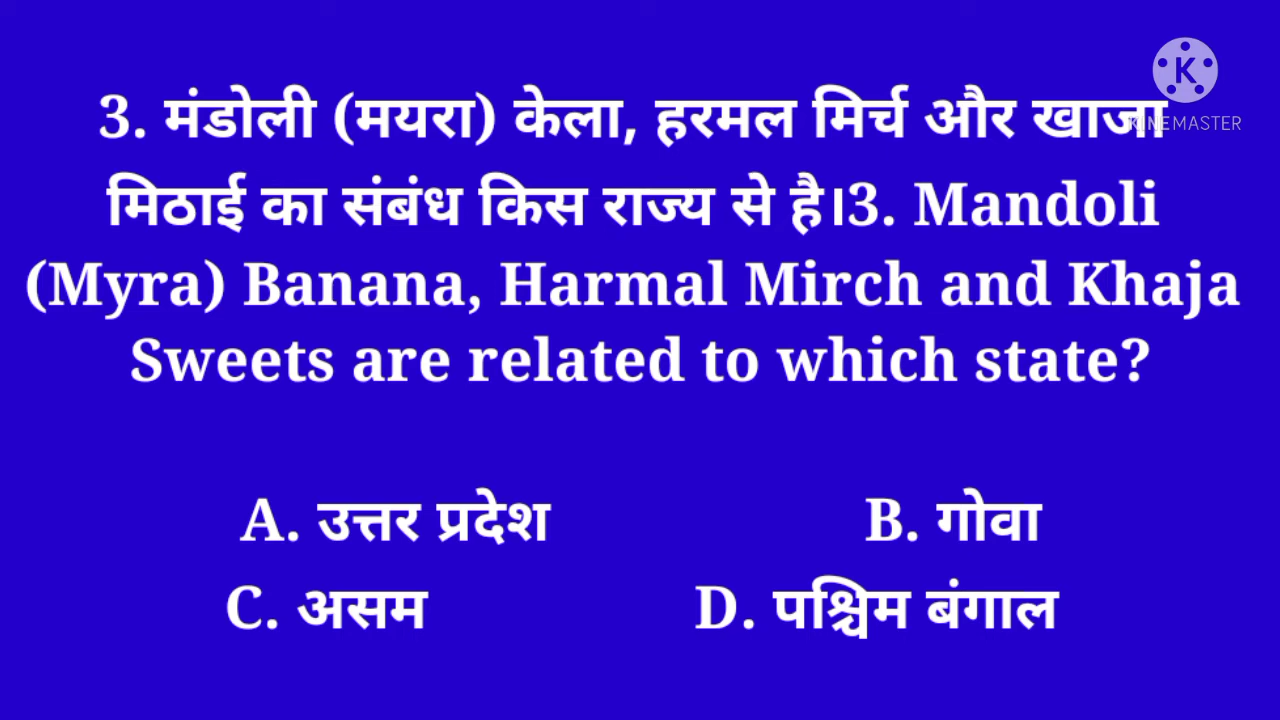 3. मंडोली (मयरा) केला, हरमल मिर्च और खाजा
मिठाई का संबंध किस राज्य से है।3. Mandoli
(Myra) Banana, Harmal Mirch and Khaja
Sweets are related to which state?
A. उत्तर प्रदेश B. गोवा
C. असम D. पश्चिम बंगाल
K
KINEMASTER